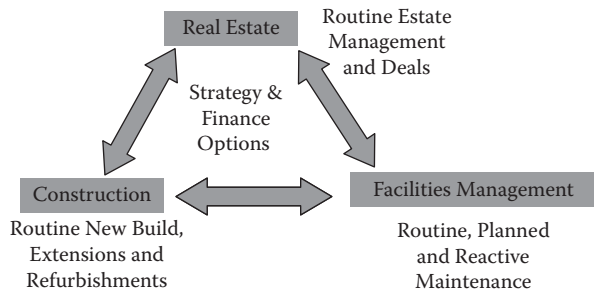 Real Estate
Routine Estate
Management
and Deals
Strategy &
Finance
Options
Construction
Routine New Build,
Extensions and
Refurbishments
Facilities Management
Routine, Planned
and Reactive
Maintenance